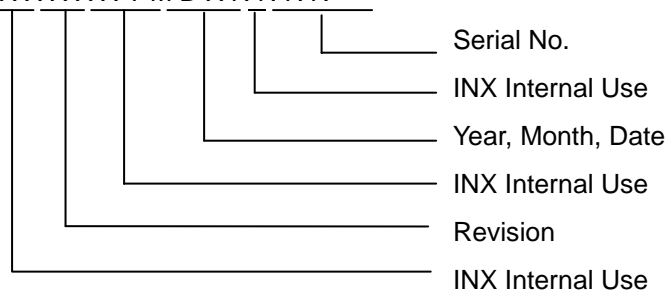 Serial No.
INX Internal Use
Year, Month, Date
INX Internal Use
Revision
INX Internal Use